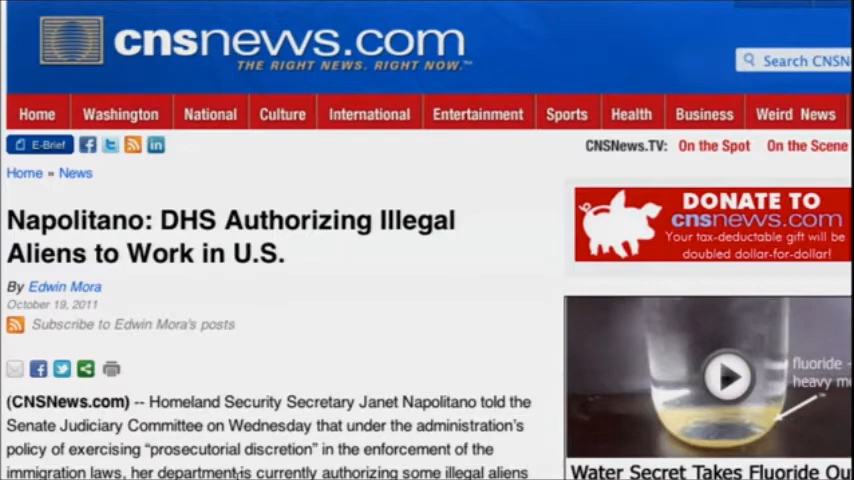 cnsnews.com™
THE RIGHT NEWS. RIGHT NOW.
Search CNSN
Home Washington National Culture International Entertainment Sports Health Business Weird News
E-Brief
CNSNews.TV: On the Spot On the Scene
Home » News
Napolitano: DHS Authorizing Illegal
Aliens to Work in U.S.
By Edwin Mora
October 19, 2011
Subscribe to Edwin Mora's posts
(CNSNews.com) -- Homeland Security Secretary Janet Napolitano told the
Senate Judiciary Committee on Wednesday that under the administration's
policy of exercising "prosecutorial discretion" in the enforcement of the
immigration laws, her department is currently authorizing some illegal aliens
DONATE TO
cnsnews.com
Your tax-deductable gift will be
doubled dollar-for-dollar!
fluoride -
heavy m
Water Secret Takes Fluoride Ou